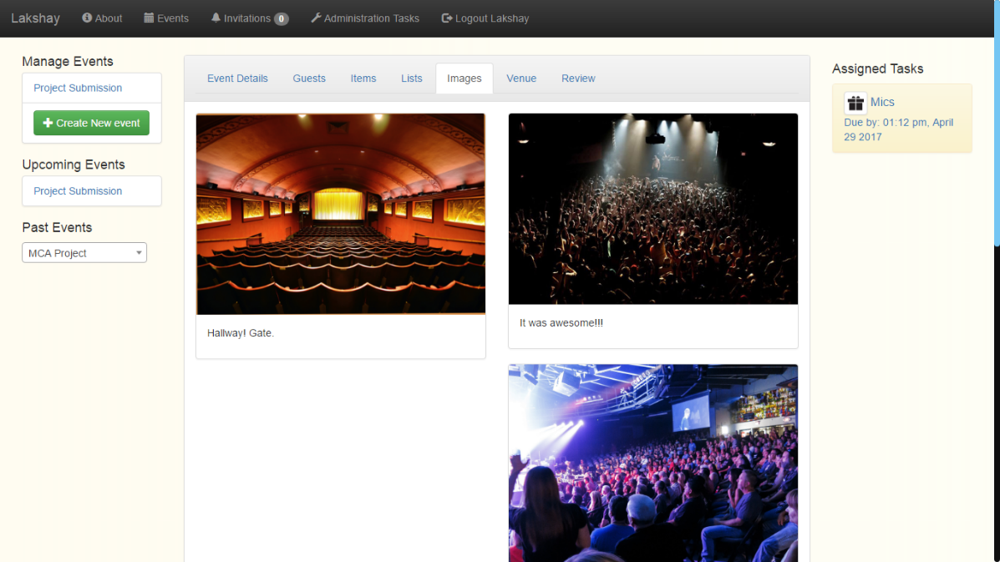 Lakshay About Events Invitations 0 Administration Tasks Logout Lakshay
Manage Events
Project Submission
Create New event
Upcoming Events
Project Submission
Past Events
MCA Project
Event Details Guests Items Lists Images Venue Review
Hallway! Gate.
It was awesome!!!
Assigned Tasks
Mics
Due by: 01:12 pm, April
29 2017